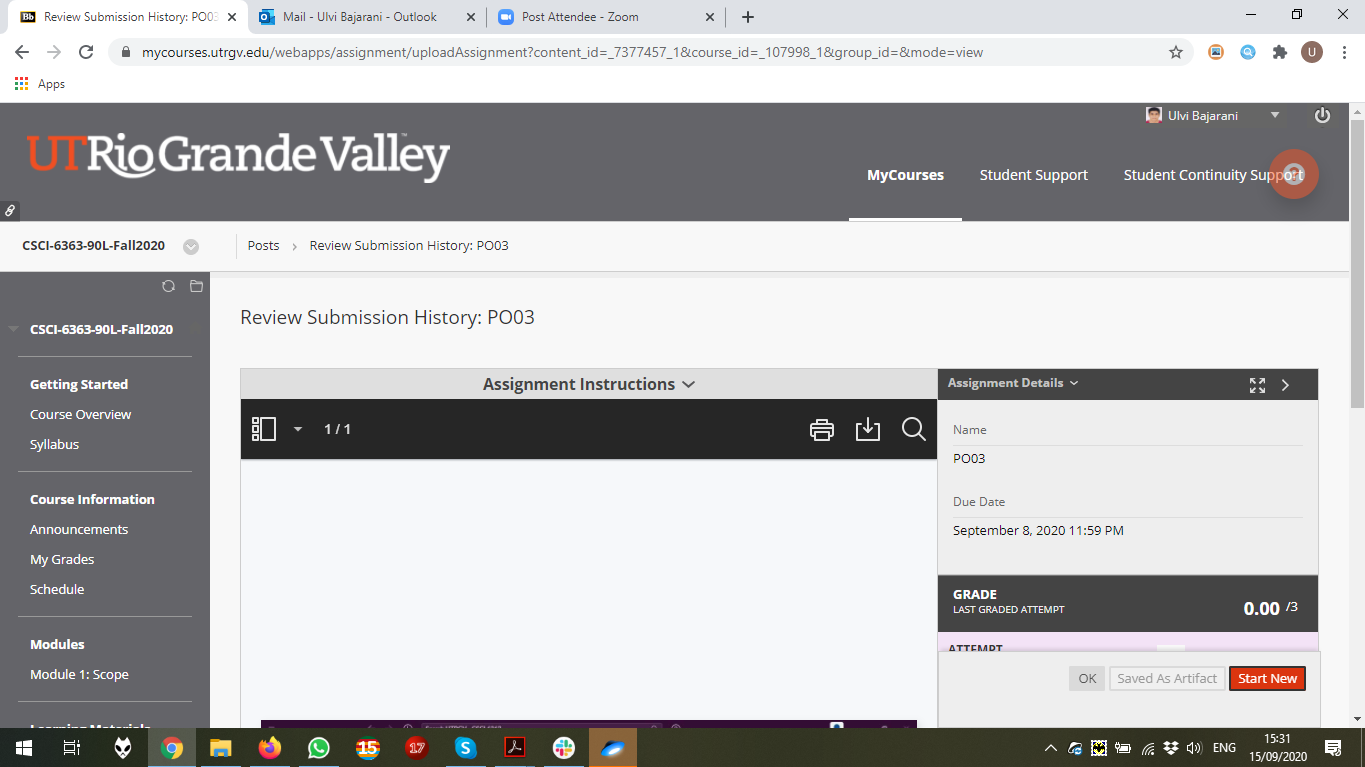 Review Submission History: PO03
Mail - Ulvi Bajarani - Outlook
Post Attendee - Zoom
mycourses.utrgv.edu/webapps/assignment/uploadAssignment?content_id=_7377457_1&course_id=_107998_1&group_id=&mode=view
U
Apps
Ulvi Bajarani
UTRio Grande Valley
MyCourses
Student Support
Student Continuity Support
CSCI-6363-90L-Fall2020
Posts
Review Submission History: PO03
CSCI-6363-90L-Fall2020
Getting Started
Course Overview
Syllabus
Course Information
Announcements
My Grades
Schedule
Modules
Module 1: Scope
Learning Materials
Review Submission History: PO03
Assignment Instructions
1 / 1
Assignment Details
Name
PO03
Due Date
September 8, 2020 11:59 PM
GRADE
LAST GRADED ATTEMPT
0.00 /3
ATTEMPT
OK
Saved As Artifact
Start New
15
17
ENG
15:31
15/09/2020